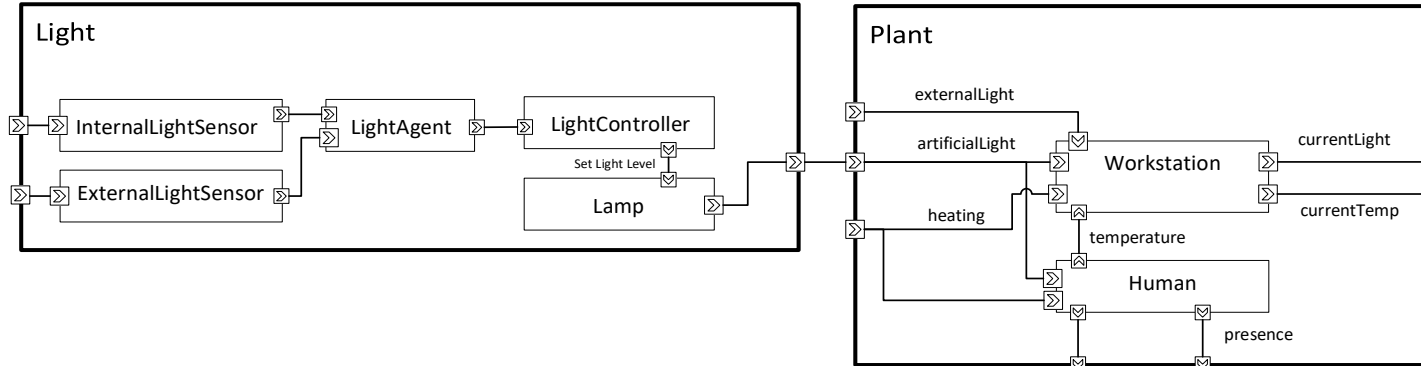 Light
InternalLightSensor
ExternalLightSensor
LightAgent
LightController
Set Light Level
Lamp
Plant
externalLight
artificialLight
heating
Workstation
currentLight
currentTemp
temperature
Human
presence